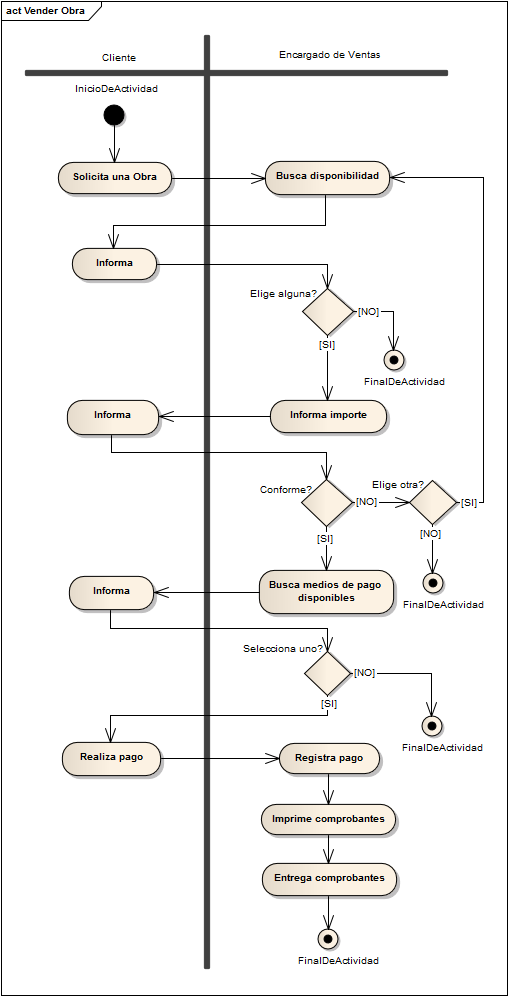 act Vender Obra
Cliente
Encargado de Ventas
InicioDeActividad
Solicita una Obra
Busca disponibilidad
Informa
Elige alguna?
[NO]
[SI]
FinalDeActividad
Informa
Informa importe
Conforme?
[NO]
Elige otra?
[SI]
[SI]
[NO]
Informa
Busca medios de pago
disponibles
FinalDeActividad
Selecciona uno?
[NO]
[SI]
FinalDeActividad
Realiza pago
Registra pago
Imprime comprobantes
Entrega comprobantes
FinalDeActividad